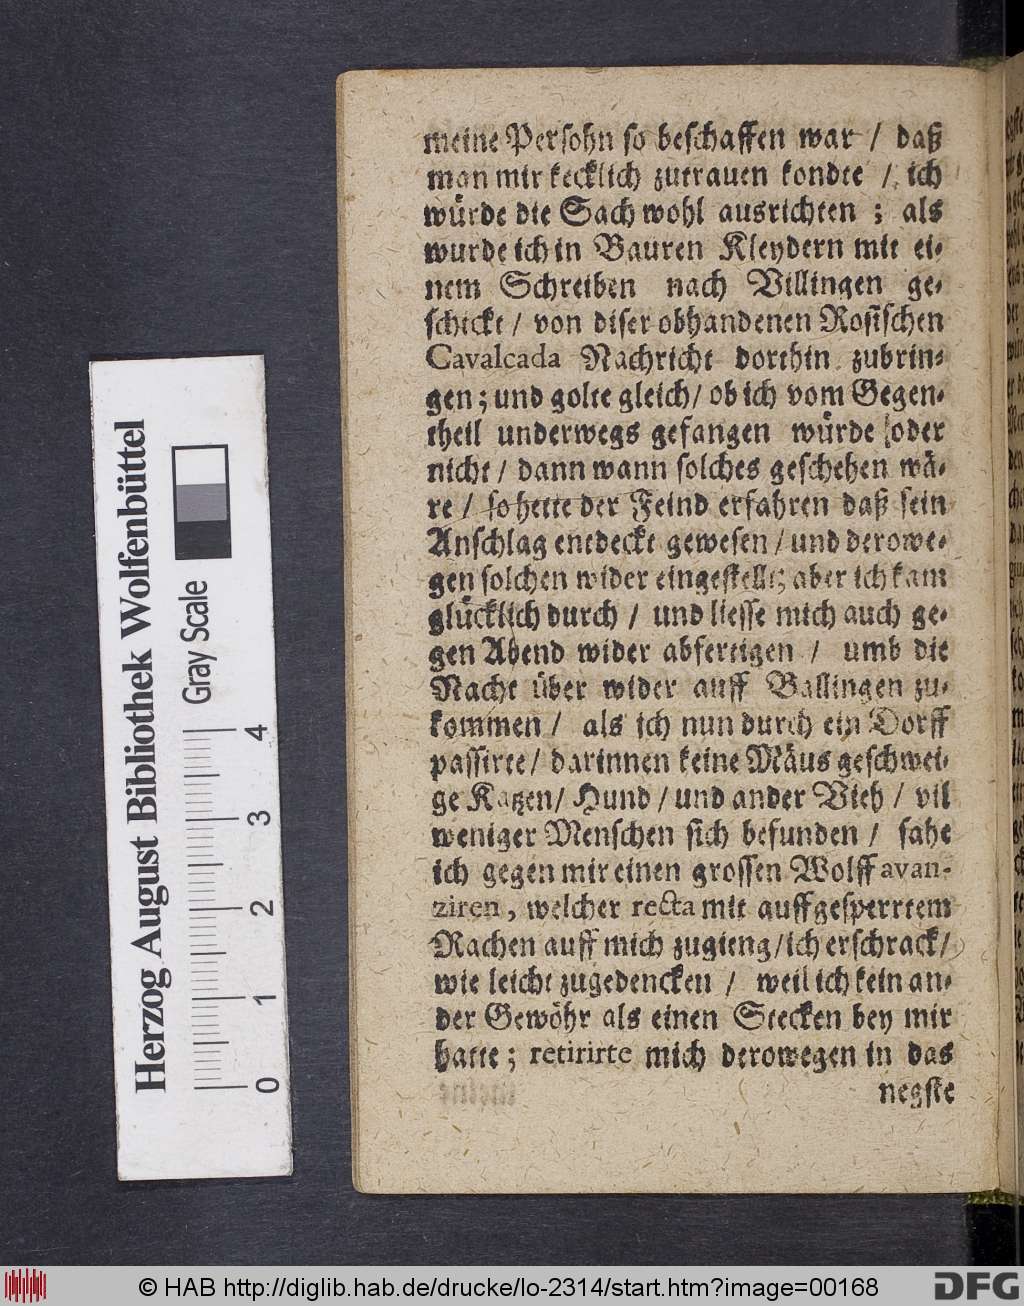 meine Persohn so beschaffen war / daß
man mir kecklich zutrauen kondte / ich
würde die Sach wohl ausrichten ; als
wurde ich in Bauren Kleydern mit ei-
nem Schreiben nach Villingen ge-
schickt / von diser obhandenen Rosischen
Cavalcada Nachricht dorthin zubrin-
gen ; und golte gleich / ob ich vom Gegen-
theil underwegs gefangen würde oder
nicht / dann wann solches geschehen wä-
re / so hette der Feind erfahren daß sein
Anschlag entdeckt gewesen / und derowe-
gen solchen wider eingestellt; aber ich kam
glücklich durch / und liesse mich auch ge-
gen Abend wider abfertigen / umb die
Nacht über wider auff Ballingen zu-
kommen / als ich nun durch ein Dorff
passirte / darinnen keine Mäus geschwei-
ge Katzen / Hund / und ander Vieh / vil
weniger Menschen sich befunden / sahe
ich gegen mir einen grossen Wolff avan-
ziren, welcher recta mit auffgesperrtem
Rachen auff mich zugieng / ich erschrack /
wie leicht zugedencken / weil ich kein an-
der Gewöhr als einen Stecken bey mir
hatte ; retirirte mich derowegen in das
negste
Herzog August Bibliothek Wolfenbüttel
Gray Scale
0 1 2 3 4
© HAB http://diglib.hab.de/drucke/lo-2314/start.htm?image=00168
DFG